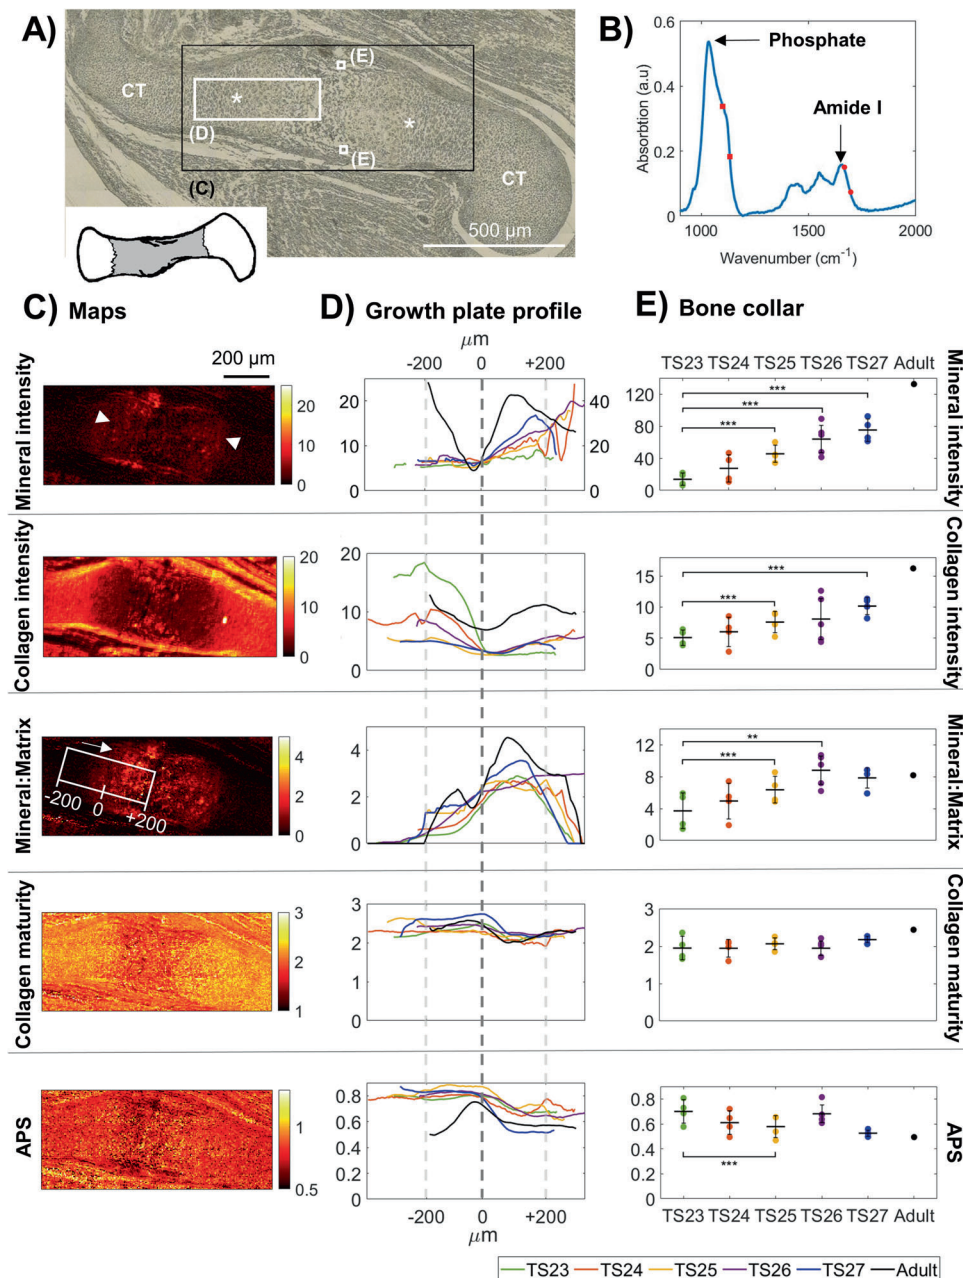 A)
(E)
CT
*
*
(D)
(E)
CT
(C)
500 µm
B)
0.6
Phosphate
0.4
Amide I
0.2
0
1000
1500
2000
Absorbtion (a.u)
Wavenumber (cm⁻¹)
C) Maps
D) Growth plate profile
E) Bone collar
200 µm
µm
-200 0 +200
TS23 TS24 TS25 TS26 TS27 Adult
Mineral intensity
20
10
0
20
15
10
5
0
40
20
0
***
***
***
120
80
40
0
Mineral intensity
Collagen intensity
20
10
0
20
10
0
***
***
15
10
5
0
Collagen intensity
Mineral:Matrix
-200
0
+200
4
2
0
4
2
0
**
***
12
8
4
0
Mineral:Matrix
Collagen maturity
3
2
1
3
2
1
0
3
2
1
0
Collagen maturity
APS
1
0.5
0.8
0.6
0.4
0.2
0
0.8
0.6
0.4
0.2
0
***
APS
-200 0 +200
µm
TS23 TS24 TS25 TS26 TS27 Adult
TS23 TS24 TS25 TS26 TS27 Adult